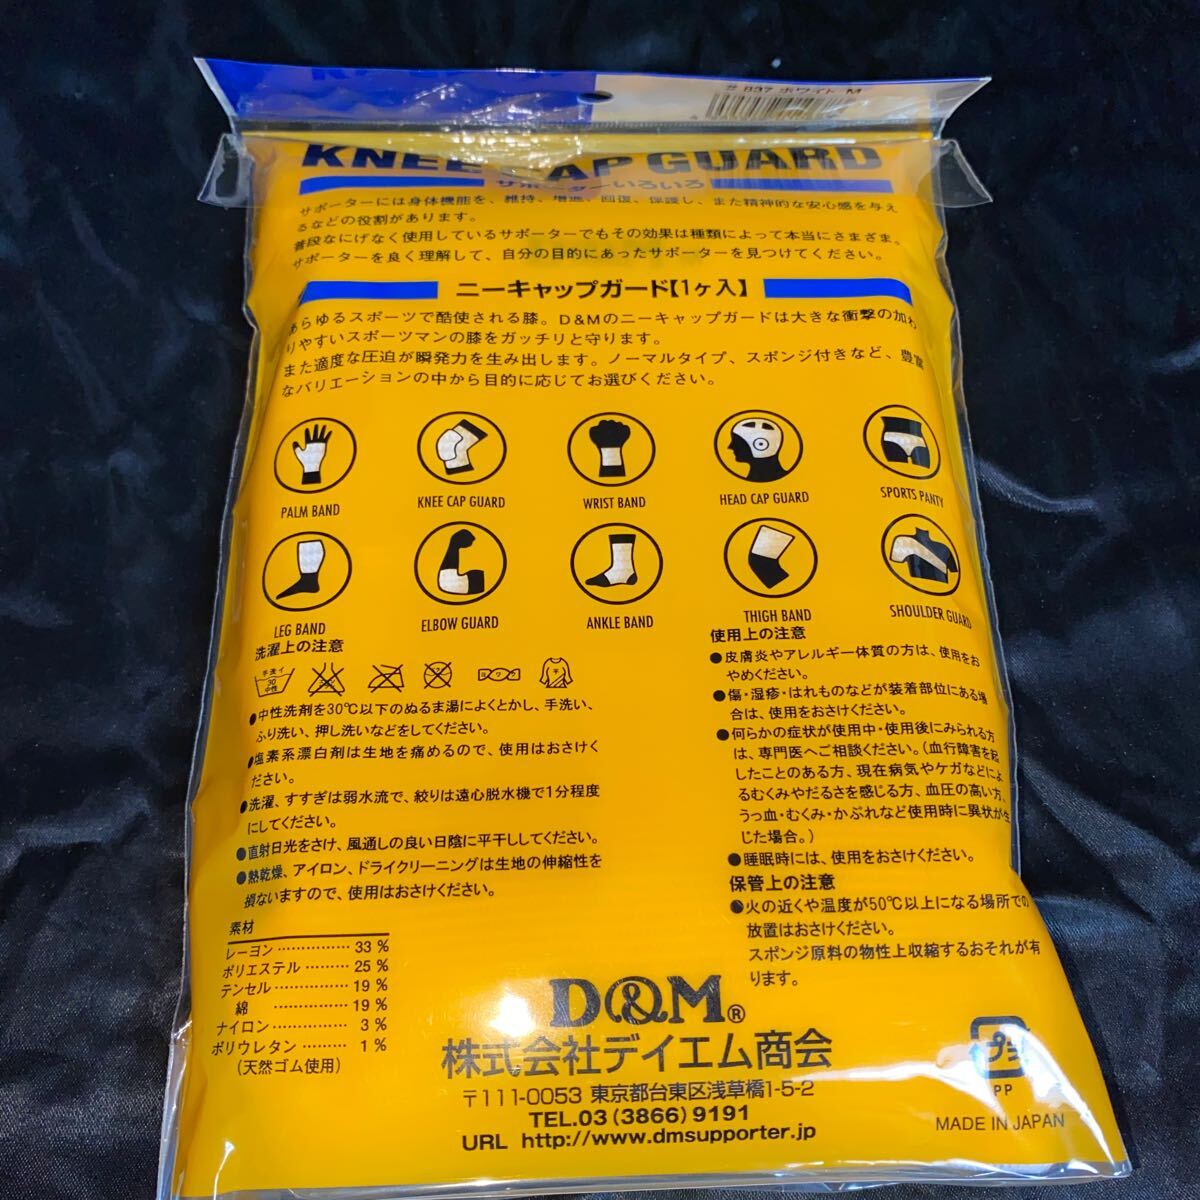 # 837 ホワイト M
KNEE CAP GUARD
サポーターいろいろ
サポーターには身体機能を、維持、増進、回復、保護し、また精神的な安心感を与え
るなどの役割があります。
普段なにげなく使用しているサポーターでもその効果は種類によって本当にさまざま。
サポーターを良く理解して、自分の目的にあったサポーターを見つけてください。
ニーキャップガード【1ヶ入】
あらゆるスポーツで酷使される膝。D&Mのニーキャップガードは大きな衝撃の加わ
りやすいスポーツマンの膝をガッチリと守ります。
また適度な圧迫が瞬発力を生み出します。ノーマルタイプ、スポンジ付きなど、豊富
なバリエーションの中から目的に応じてお選びください。
PALM BAND
KNEE CAP GUARD
WRIST BAND
HEAD CAP GUARD
SPORTS PANTY
LEG BAND
ELBOW GUARD
ANKLE BAND
THIGH BAND
SHOULDER GUARD
洗濯上の注意
手洗イ
30
中性
ヨワク
●中性洗剤を30℃以下のぬるま湯によくとかし、手洗い、
ふり洗い、押し洗いなどをしてください。
●塩素系漂白剤は生地を痛めるので、使用はおさけく
ださい。
●洗濯、すすぎは弱水流で、絞りは遠心脱水機で1分程度
にしてください。
●直射日光をさけ、風通しの良い日陰に平干ししてください。
●熱乾燥、アイロン、ドライクリーニングは生地の伸縮性を
損ないますので、使用はおさけください。
使用上の注意
●皮膚炎やアレルギー体質の方は、使用をお
やめください。
●傷・湿疹・はれものなどが装着部位にある場
合は、使用をおさけください。
●何らかの症状が使用中・使用後にみられる方
は、専門医へご相談ください。（血行障害を起
したことのある方、現在病気やケガなどによ
るむくみやだるさを感じる方、血圧の高い方、
うっ血・むくみ・かぶれなど使用時に異状が生
じた場合。）
●睡眠時には、使用をおさけください。
保管上の注意
●火の近くや温度が50℃以上になる場所での
放置はおさけください。
スポンジ原料の物性上収縮するおそれが有
ります。
素材
レーヨン……………33％
ポリエステル………25％
テンセル……………19％
綿……………19％
ナイロン……………3％
ポリウレタン………1％
(天然ゴム使用)
D&M®
株式会社デイエム商会
〒111-0053 東京都台東区浅草橋1-5-2
TEL.03(3866)9191
URL http://www.dmsupporter.jp
プラ
PP
MADE IN JAPAN